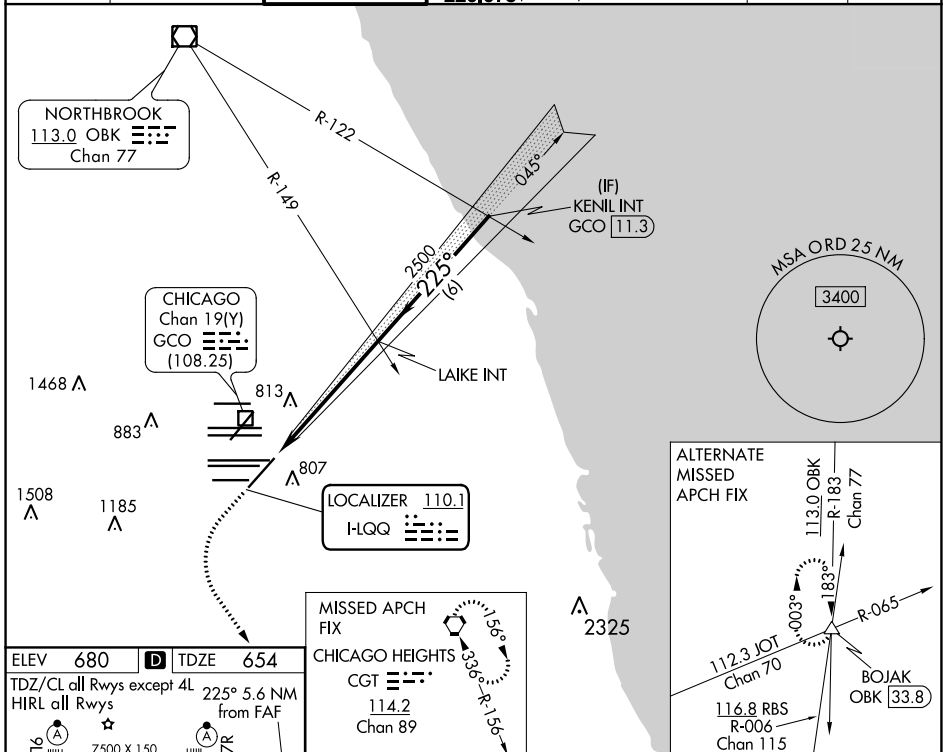 NORTHBROOK
113.0 OBK
Chan 77
R-122
R-149
045°
(IF)
KENIL INT
GCO 11.3
2500
225°
(6)
MSA ORD 25 NM
3400
CHICAGO
Chan 19(Y)
GCO
(108.25)
LAIKE INT
1468
813
883
807
1508
1185
LOCALIZER 110.1
I-LQQ
2325
ALTERNATE
MISSED
APCH FIX
113.0 OBK
R-183
Chan 77
003°
183°
R-065
112.3 JOT
Chan 70
BOJAK
OBK 33.8
116.8 RBS
R-006
Chan 115
MISSED APCH
FIX
CHICAGO HEIGHTS
CGT
114.2
Chan 89
156°
336°
R-156
ELEV 680 D TDZE 654
TDZ/CL all Rwys except 4L
HIRL all Rwys
225° 5.6 NM
from FAF
A
A
7500 X 150